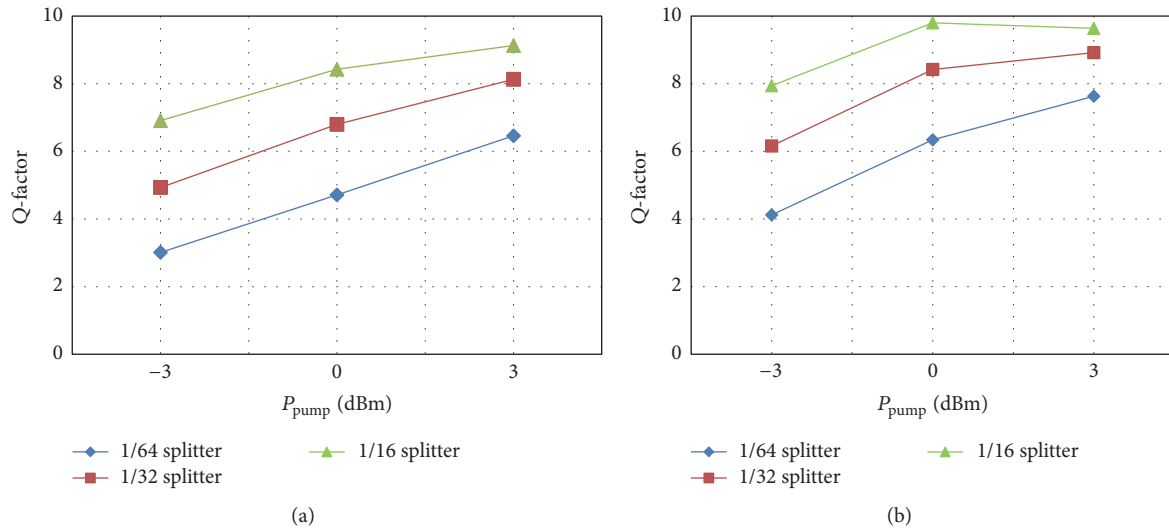 10
8
6
4
2
0
Q-factor
−3
0
3
P_pump (dBm)
1/64 splitter
1/16 splitter
1/32 splitter
(a)
10
8
6
4
2
0
Q-factor
−3
0
3
P_pump (dBm)
1/64 splitter
1/16 splitter
1/32 splitter
(b)